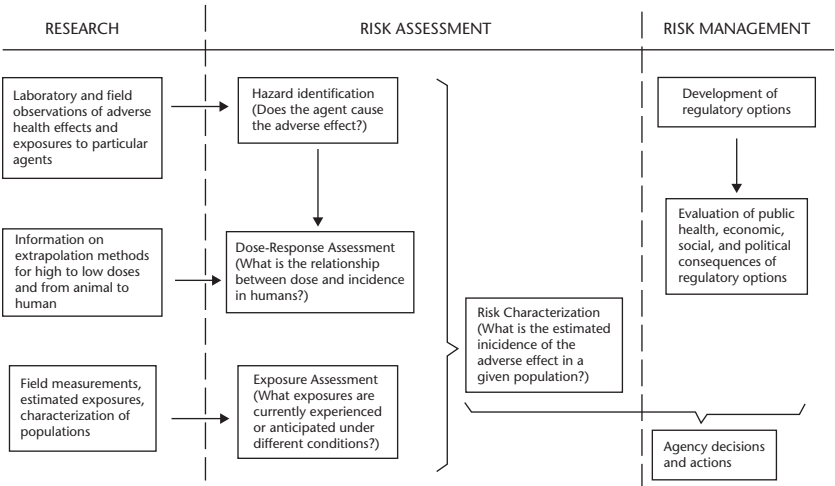 RESEARCH
RISK ASSESSMENT
RISK MANAGEMENT
Laboratory and field
observations of adverse
health effects and
exposures to particular
agents
Hazard identification
(Does the agent cause
the adverse effect?)
Development of
regulatory options
Information on
extrapolation methods
for high to low doses
and from animal to
human
Dose-Response Assessment
(What is the relationship
between dose and incidence
in humans?)
Evaluation of public
health, economic,
social, and political
consequences of
regulatory options
Risk Characterization
(What is the estimated
inicidence of the
adverse effect in a
given population?)
Field measurements,
estimated exposures,
characterization of
populations
Exposure Assessment
(What exposures are
currently experienced
or anticipated under
different conditions?)
Agency decisions
and actions